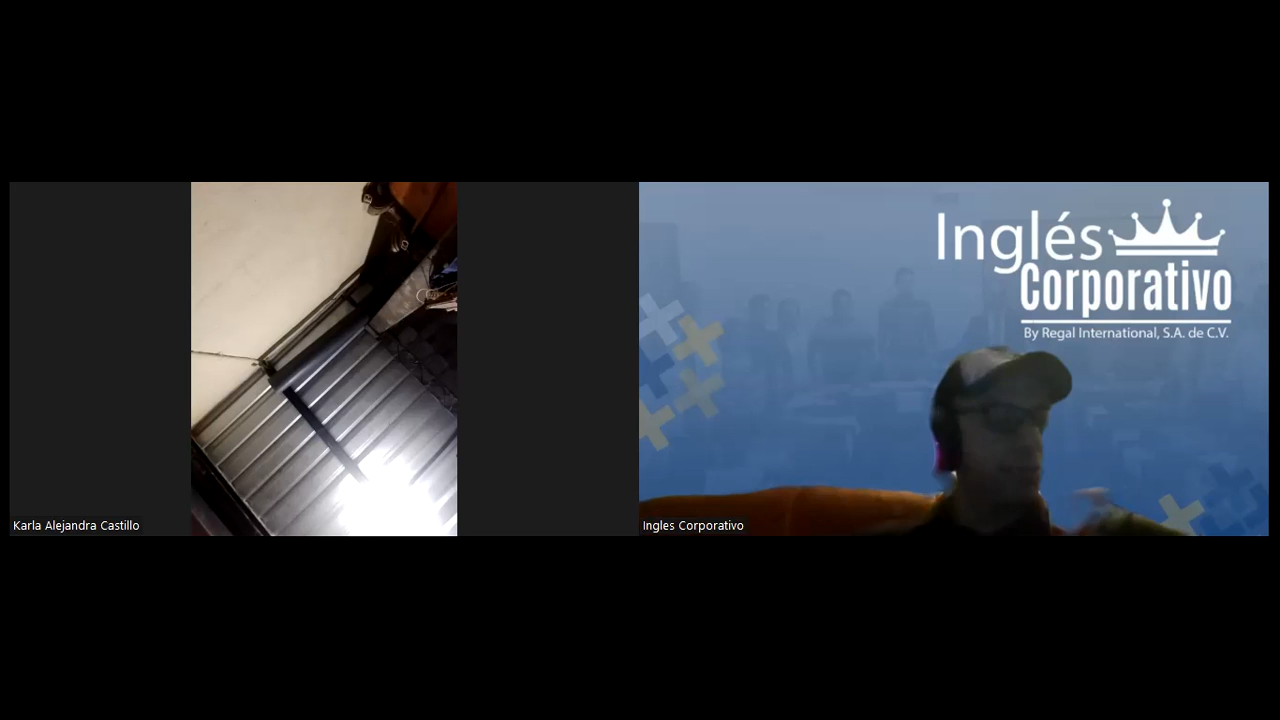 Inglés
Corporativo
By Regal International, S.A. de C.V.
Karla Alejandra Castillo
Ingles Corporativo